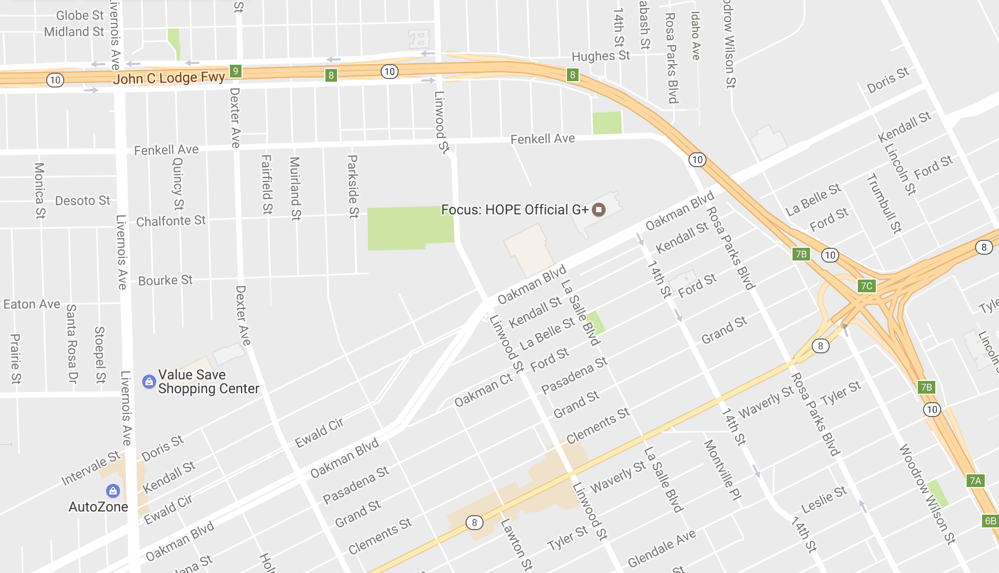 Globe St
Midland St
Livernois Ave
St
14th St
abash St
Rosa Parks Blvd
Idaho Ave
odrow Wilson St
Hughes St
10
John C Lodge Fwy
9
8
10
8
Doris St
Dexter Ave
Linwood St
Fenkell Ave
Fenkell Ave
Kendall St
Lincoln St
Ford St
10
Monica St
Quincy St
Fairfield St
Muirland St
Parkside St
Desoto St
Chalfonte St
Focus: HOPE Official G+
Oakman Blvd
Kendall St
Rosa Parks Blvd
La Belle St
Ford St
Trumbull St
Livernois Ave
Bourke St
Dexter Ave
Eaton Ave
Santa Rosa Dr
Stoepel St
Prairie St
Oakman Blvd
Kendall St
La Salle Blvd
La Belle St
14th St
Ford St
Grand St
7B
10
8
7C
Tyler
Lincoln S
8
Linwood St
Ford St
Pasadena St
Oakman Ct
Grand St
Clements St
Value Save
Shopping Center
Livernois Ave
Ewald Cir
Oakman Blvd
Doris St
Intervale St
Kendall St
AutoZone
Ewald Cir
Oakman Blvd
Pasadena St
Grand St
Clements St
8
Waverly St
Rosa Parks Blvd
Tyler St
7B
10
14th St
Montville Pl
La Salle Blvd
Waverly St
Linwood St
Lawton St
Tyler St
Glendale Ave
Leslie St
14th St
Woodrow Wilson St
7A
6B
dena St
Hol
St
St